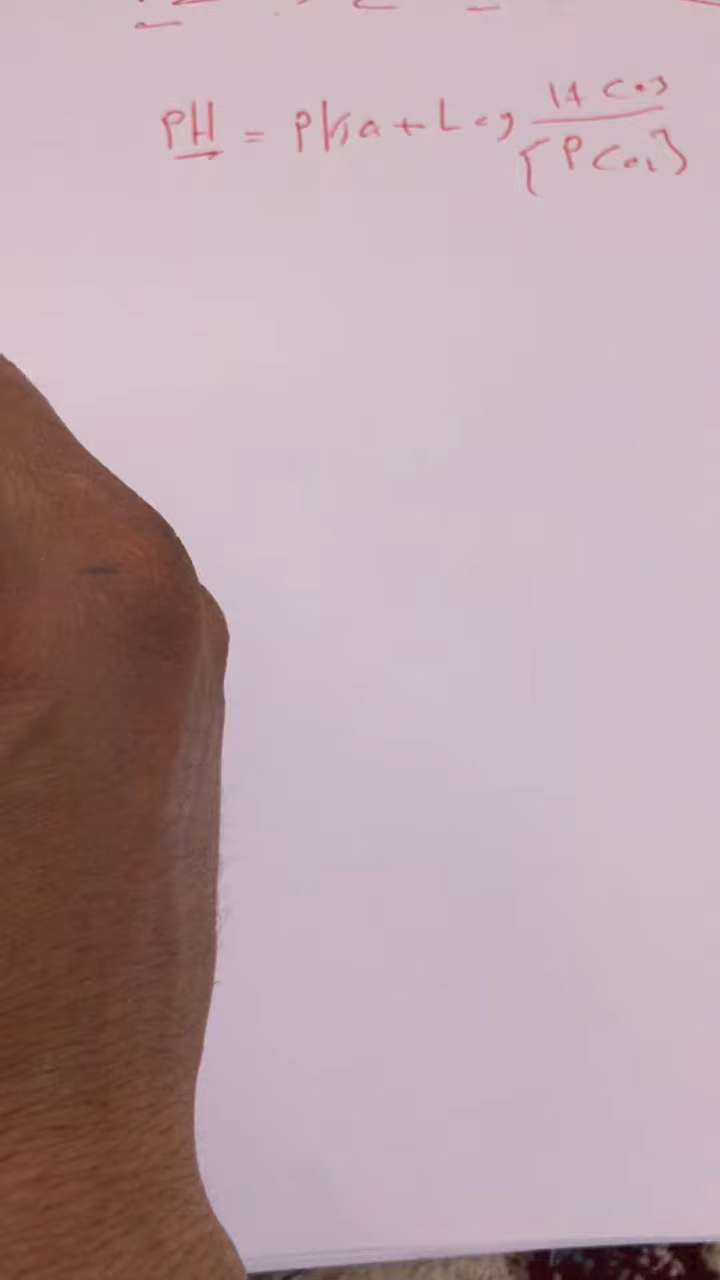 PH = PKa + Log HCO3
[PCO2]